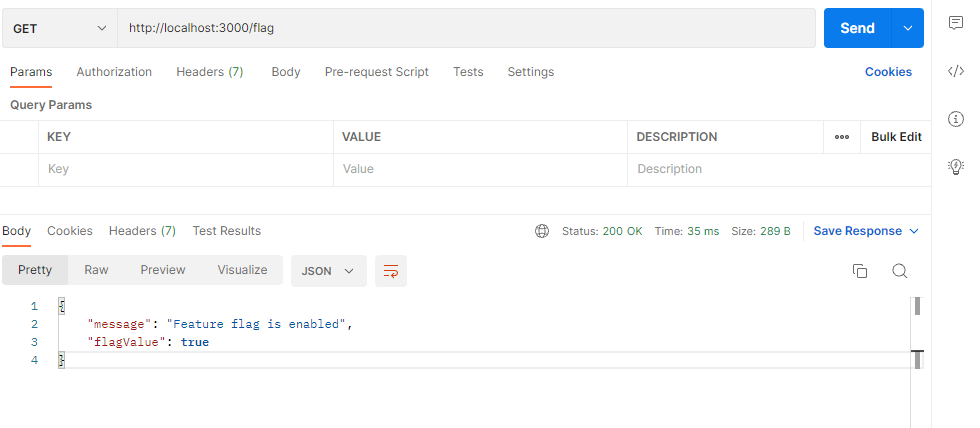 GET http://localhost:3000/flag Send
Params Authorization Headers (7) Body Pre-request Script Tests Settings Cookies
Query Params
KEY VALUE DESCRIPTION ••• Bulk Edit
Key Value Description
Body Cookies Headers (7) Test Results Status: 200 OK Time: 35 ms Size: 289 B Save Response
Pretty Raw Preview Visualize JSON
1 {
2 "message": "Feature flag is enabled",
3 "flagValue": true
4 }